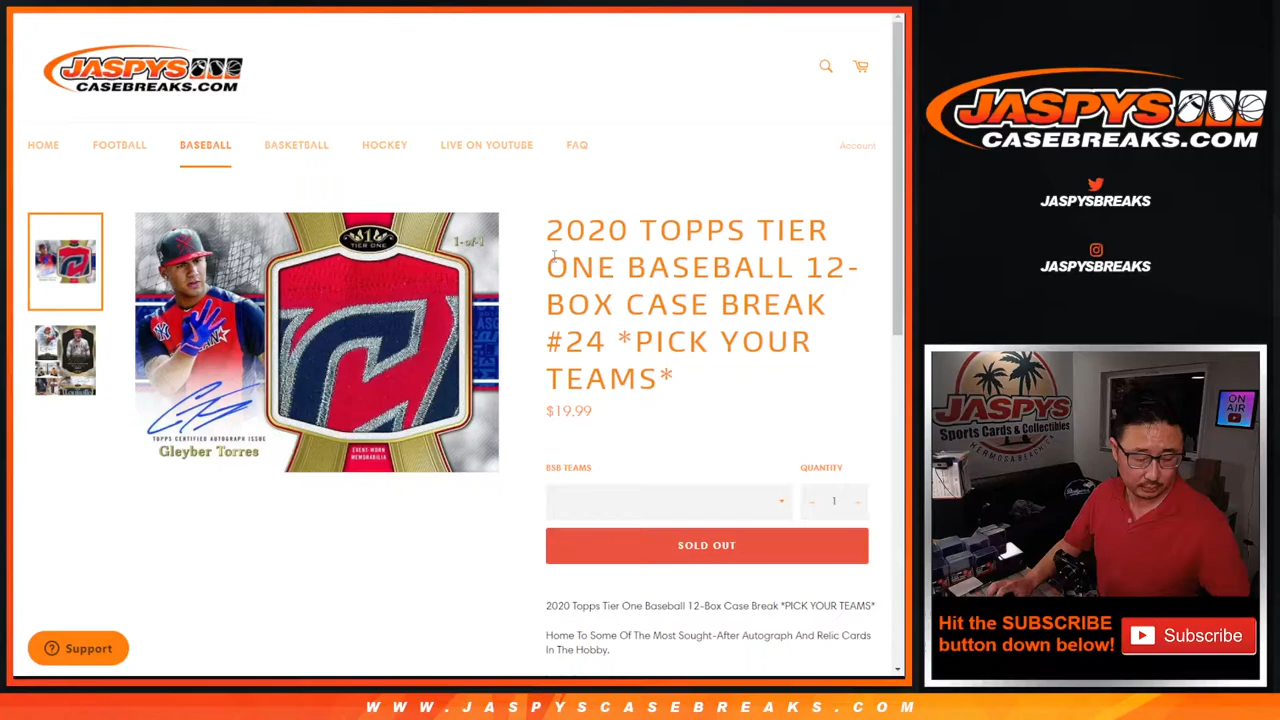 JASPYS
CASEBREAKS.COM
HOME FOOTBALL BASEBALL BASKETBALL HOCKEY LIVE ON YOUTUBE FAQ Account
TIER ONE
1-of-1
TOPPS CERTIFIED AUTOGRAPH ISSUE
Gleyber Torres
EVENT-WORN
MEMORABILIA
2020 TOPPS TIER
ONE BASEBALL 12-
BOX CASE BREAK
#24 *PICK YOUR
TEAMS*
$19.99
BSB TEAMS QUANTITY
− 1 +
SOLD OUT
2020 Topps Tier One Baseball 12-Box Case Break *PICK YOUR TEAMS*
Home To Some Of The Most Sought-After Autograph And Relic Cards
In The Hobby.
Support
JASPYS
CASEBREAKS.COM
JASPYSBREAKS
JASPYSBREAKS
JASPYS
Sports Cards & Collectibles
HERMOSA BEACH
ON
AIR
Dodgers
Hit the SUBSCRIBE
button down below!
Subscribe
WWW.JASPYSCASEBREAKS.COM